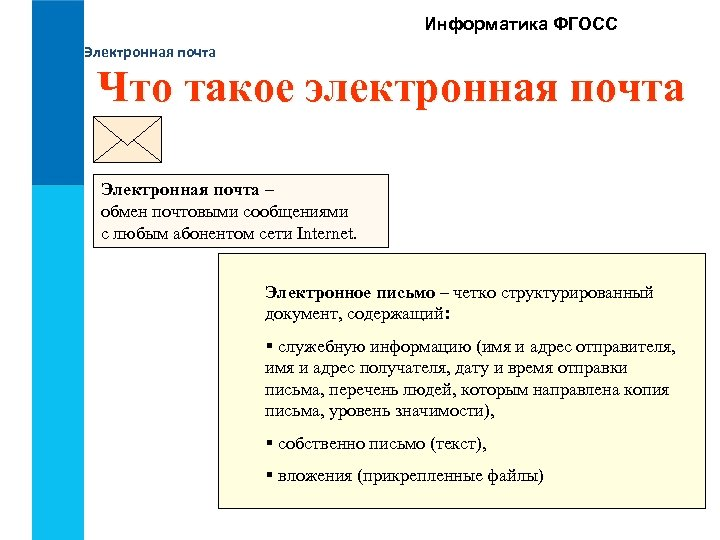 Информатика ФГОСС
Электронная почта
Что такое электронная почта
Электронная почта –
обмен почтовыми сообщениями
с любым абонентом сети Internet.
Электронное письмо – четко структурированный
документ, содержащий:
▪ служебную информацию (имя и адрес отправителя,
имя и адрес получателя, дату и время отправки
письма, перечень людей, которым направлена копия
письма, уровень значимости),
▪ собственно письмо (текст),
▪ вложения (прикрепленные файлы)